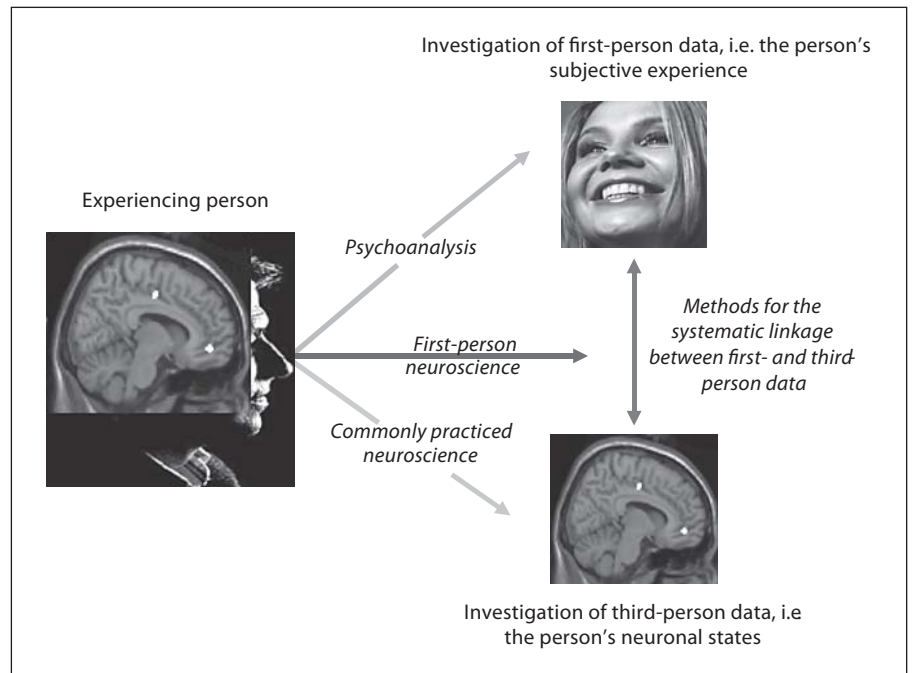 Investigation of first-person data, i.e. the person's
subjective experience
Experiencing person
Psychoanalysis
First-person
neuroscience
Methods for the
systematic linkage
between first- and third-
person data
Commonly practiced
neuroscience
Investigation of third-person data, i.e
the person's neuronal states